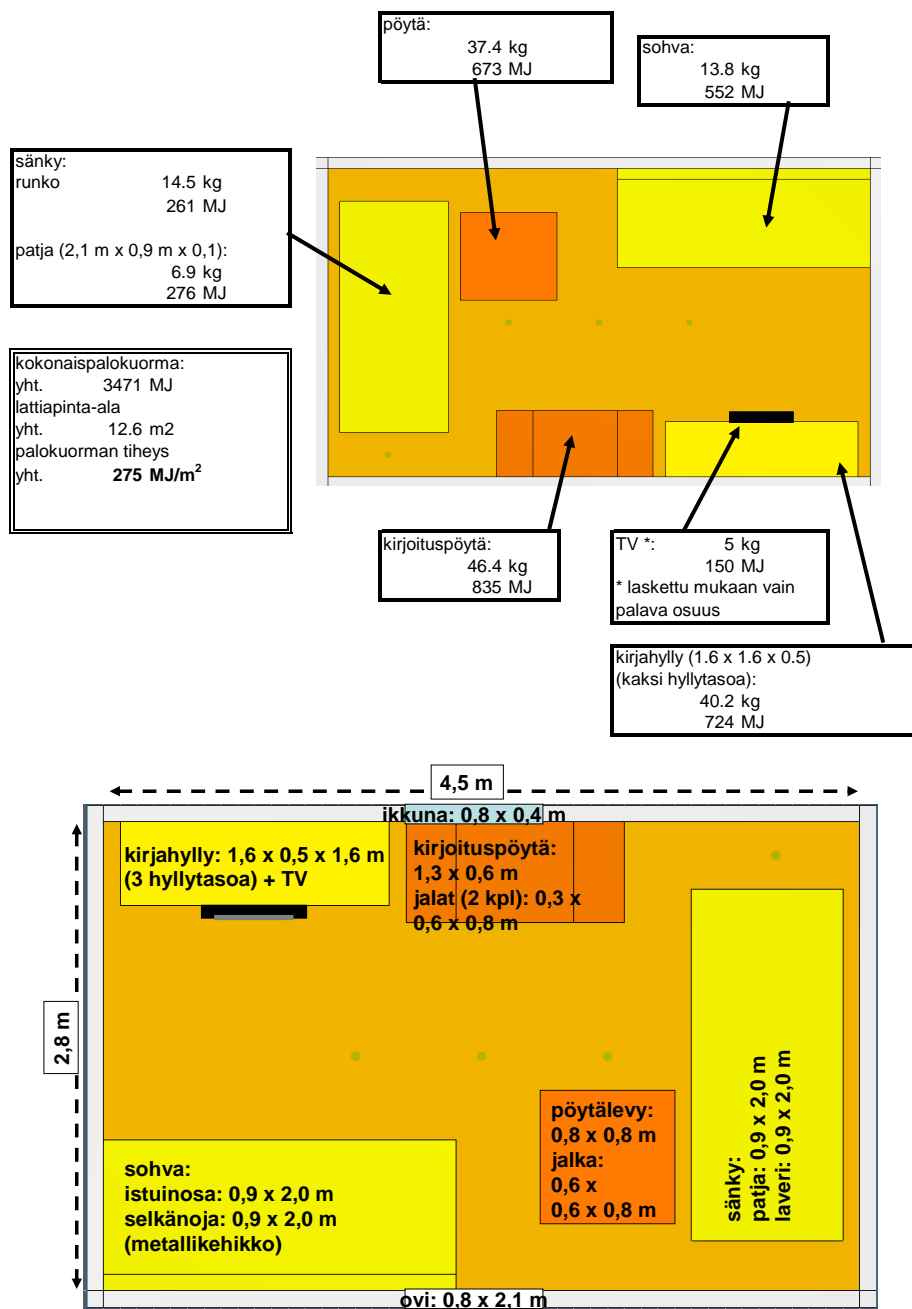 pöytä:
37.4 kg
673 MJ
sohva:
13.8 kg
552 MJ
sänky:
runko 14.5 kg
261 MJ
patja (2,1 m x 0,9 m x 0,1):
6.9 kg
276 MJ
kokonaispalokuorma:
yht. 3471 MJ
lattiapinta-ala
yht. 12.6 m2
palokuorman tiheys
yht. 275 MJ/m²
kirjoituspöytä:
46.4 kg
835 MJ
TV *: 5 kg
150 MJ
* laskettu mukaan vain
palava osuus
kirjahylly (1.6 x 1.6 x 0.5)
(kaksi hyllytasoa):
40.2 kg
724 MJ
4,5 m
ikkuna: 0,8 x 0,4 m
kirjahylly: 1,6 x 0,5 x 1,6 m
(3 hyllytasoa) + TV
kirjoituspöytä:
1,3 x 0,6 m
jalat (2 kpl): 0,3 x
0,6 x 0,8 m
2,8 m
sohva:
istuinosa: 0,9 x 2,0 m
selkänoja: 0,9 x 2,0 m
(metallikehikko)
pöytälevy:
0,8 x 0,8 m
jalka:
0,6 x
0,6 x 0,8 m
sänky:
patja: 0,9 x 2,0 m
laveri: 0,9 x 2,0 m
ovi: 0,8 x 2,1 m